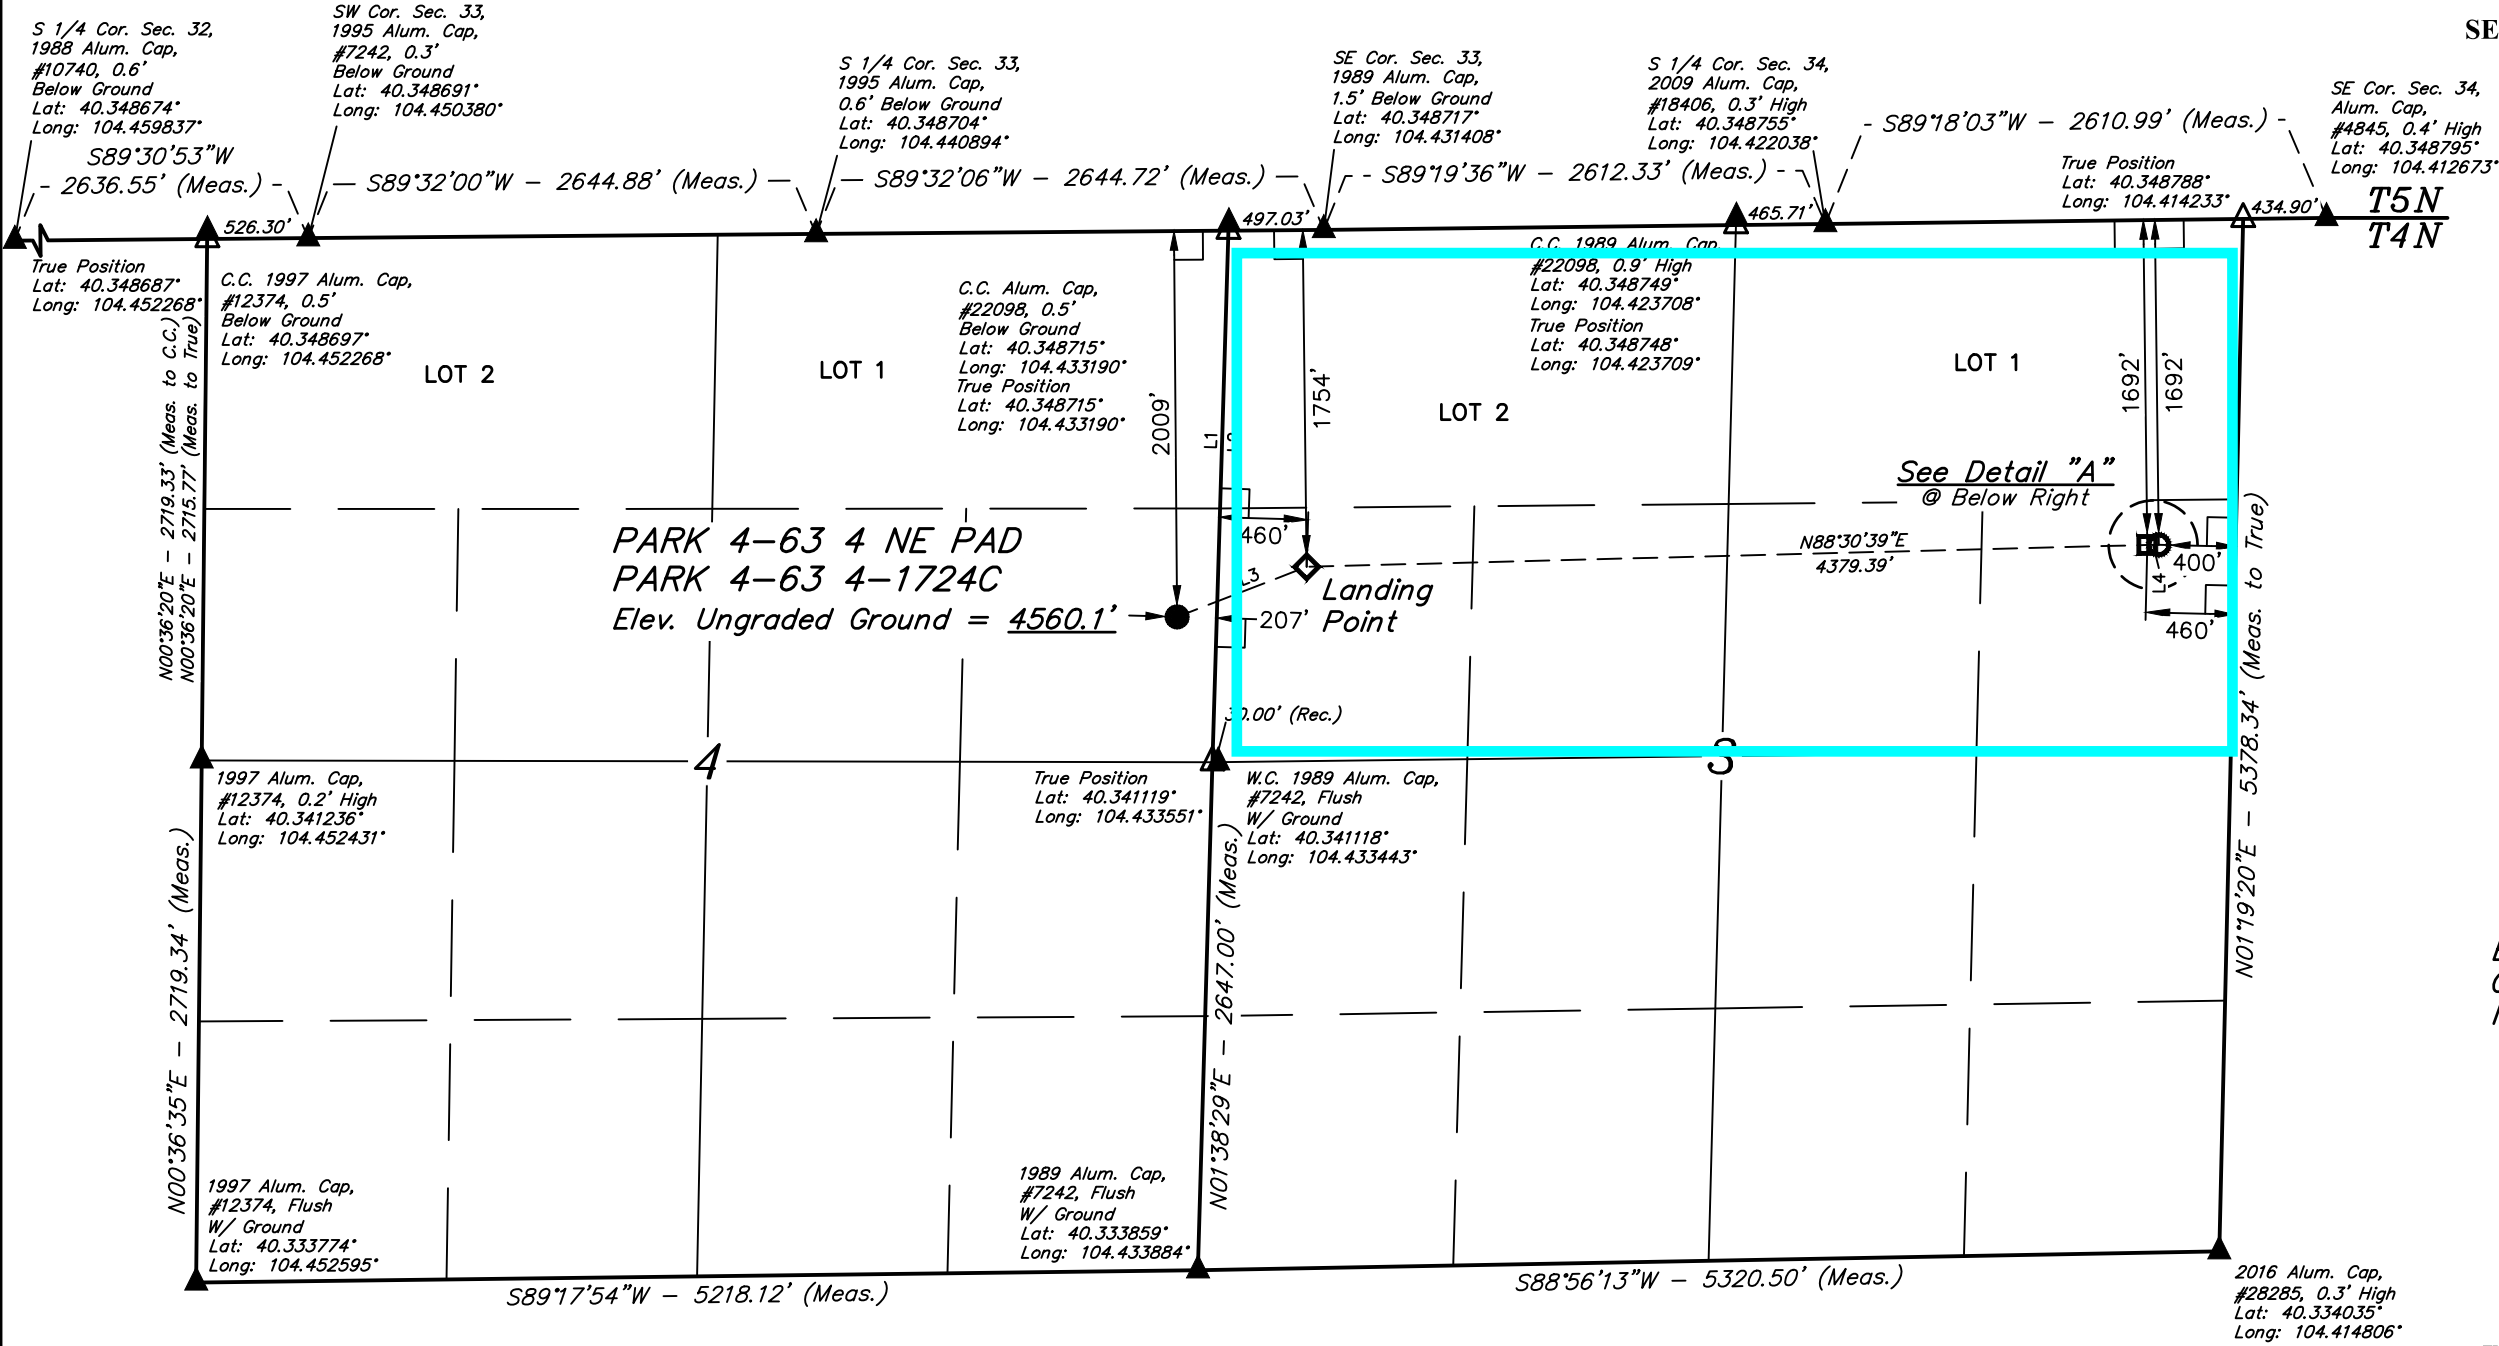 SE
S 1/4 Cor. Sec. 32,
1988 Alum. Cap,
#10740, 0.6'
Below Ground
Lat: 40.348674°
Long: 104.459837°
SW Cor. Sec. 33,
1995 Alum. Cap,
#7242, 0.3'
Below Ground
Lat: 40.348691°
Long: 104.450380°
S 1/4 Cor. Sec. 33,
1995 Alum. Cap,
0.6' Below Ground
Lat: 40.348704°
Long: 104.440894°
SE Cor. Sec. 33,
1989 Alum. Cap,
1.5' Below Ground
Lat: 40.348717°
Long: 104.431408°
S 1/4 Cor. Sec. 34,
2009 Alum. Cap,
#18406, 0.3' High
Lat: 40.348755°
Long: 104.422038°
SE Cor. Sec. 34,
Alum. Cap,
#4845, 0.4' High
Lat: 40.348795°
Long: 104.412673°
S89°30'53"W
- 2636.55' (Meas.) -
— S89°32'00"W — 2644.88' (Meas.) —
— S89°32'06"W — 2644.72' (Meas.) —
- S89°19'36"W — 2612.33' (Meas.) -
- S89°18'03"W — 2610.99' (Meas.) -
True Position
Lat: 40.348788°
Long: 104.414233°
T5N
T4N
526.30'
497.03'
465.71'
434.90'
True Position
Lat: 40.348687°
Long: 104.452268°
C.C. 1997 Alum. Cap,
#12374, 0.5'
Below Ground
Lat: 40.348697°
Long: 104.452268°
C.C. Alum. Cap,
#22098, 0.5'
Below Ground
Lat: 40.348715°
Long: 104.433190°
True Position
Lat: 40.348715°
Long: 104.433190°
C.C. 1989 Alum. Cap,
#22098, 0.9' High
Lat: 40.348749°
Long: 104.423708°
True Position
Lat: 40.348748°
Long: 104.423709°
LOT 2
LOT 1
LOT 2
LOT 1
N00°36'20"E — 2719.33' (Meas. to C.C.)
N00°36'20"E — 2715.77' (Meas. to True)
2009'
L1
1754'
1692'
1692'
See Detail "A"
@ Below Right
PARK 4-63 4 NE PAD
PARK 4-63 4-1724C
Elev. Ungraded Ground = 4560.1'
460'
L3
Landing
Point
207'
N88°30'39"E
4379.39'
400'
L4
460'
30.00' (Rec.)
4
3
1997 Alum. Cap,
#12374, 0.2' High
Lat: 40.341236°
Long: 104.452431°
True Position
Lat: 40.341119°
Long: 104.433551°
W.C. 1989 Alum. Cap,
#7242, Flush
W/ Ground
Lat: 40.341118°
Long: 104.433443°
N00°36'35"E — 2719.34' (Meas.)
N01°38'29"E — 2647.00' (Meas.)
N01°19'20"E — 5378.34' (Meas. to True)
1997 Alum. Cap,
#12374, Flush
W/ Ground
Lat: 40.333774°
Long: 104.452595°
1989 Alum. Cap,
#7242, Flush
W/ Ground
Lat: 40.333859°
Long: 104.433884°
S89°17'54"W — 5218.12' (Meas.)
S88°56'13"W — 5320.50' (Meas.)
2016 Alum. Cap,
#28285, 0.3' High
Lat: 40.334035°
Long: 104.414806°